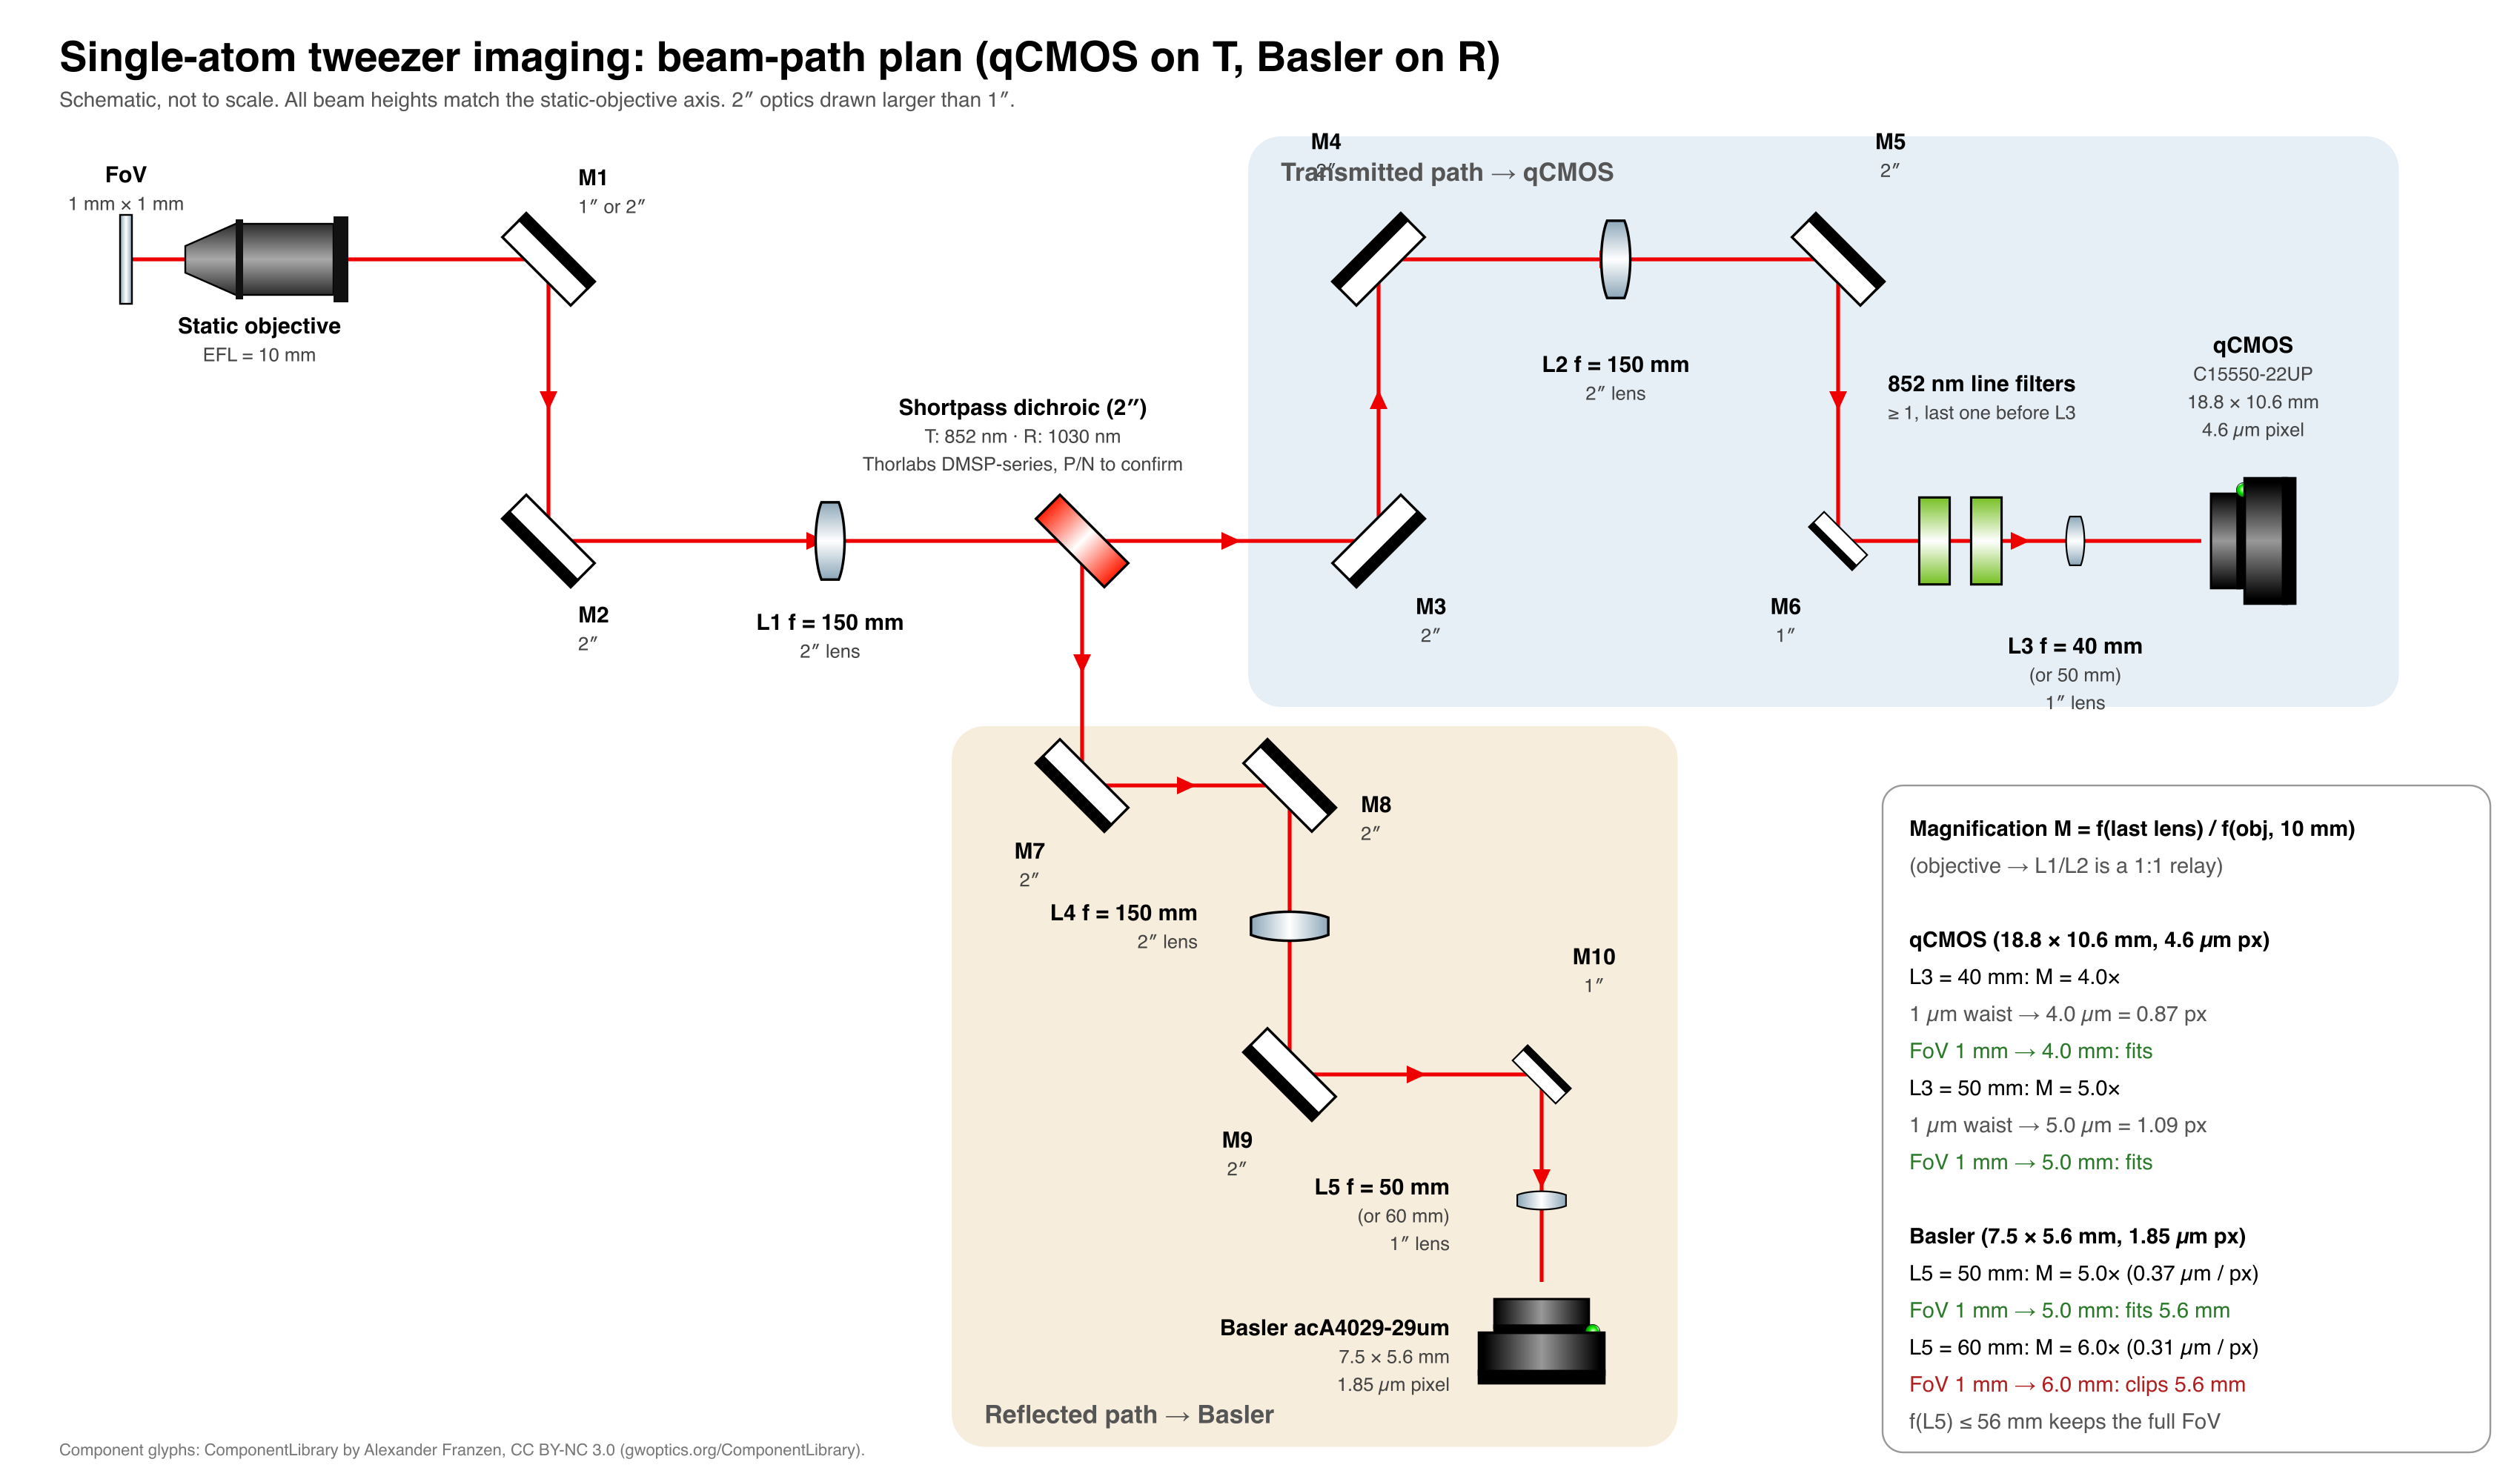 Single-atom tweezer imaging: beam-path plan (qCMOS on T, Basler on R)
Schematic, not to scale. All beam heights match the static-objective axis. 2″ optics drawn larger than 1″.
FoV
1 mm × 1 mm
Static objective
EFL = 10 mm
M1
1″ or 2″
M2
2″
L1 f = 150 mm
2″ lens
Shortpass dichroic (2″)
T: 852 nm · R: 1030 nm
Thorlabs DMSP-series, P/N to confirm
M4
2″
Transmitted path → qCMOS
M5
2″
L2 f = 150 mm
2″ lens
M3
2″
852 nm line filters
≥ 1, last one before L3
qCMOS
C15550-22UP
18.8 × 10.6 mm
4.6 µm pixel
M6
1″
L3 f = 40 mm
(or 50 mm)
1″ lens
M7
2″
M8
2″
L4 f = 150 mm
2″ lens
M10
1″
M9
2″
L5 f = 50 mm
(or 60 mm)
1″ lens
Basler acA4029-29um
7.5 × 5.6 mm
1.85 µm pixel
Reflected path → Basler
Magnification M = f(last lens) / f(obj, 10 mm)
(objective → L1/L2 is a 1:1 relay)
qCMOS (18.8 × 10.6 mm, 4.6 µm px)
L3 = 40 mm: M = 4.0×
1 µm waist → 4.0 µm = 0.87 px
FoV 1 mm → 4.0 mm: fits
L3 = 50 mm: M = 5.0×
1 µm waist → 5.0 µm = 1.09 px
FoV 1 mm → 5.0 mm: fits
Basler (7.5 × 5.6 mm, 1.85 µm px)
L5 = 50 mm: M = 5.0× (0.37 µm / px)
FoV 1 mm → 5.0 mm: fits 5.6 mm
L5 = 60 mm: M = 6.0× (0.31 µm / px)
FoV 1 mm → 6.0 mm: clips 5.6 mm
f(L5) ≤ 56 mm keeps the full FoV
Component glyphs: ComponentLibrary by Alexander Franzen, CC BY-NC 3.0 (gwoptics.org/ComponentLibrary).